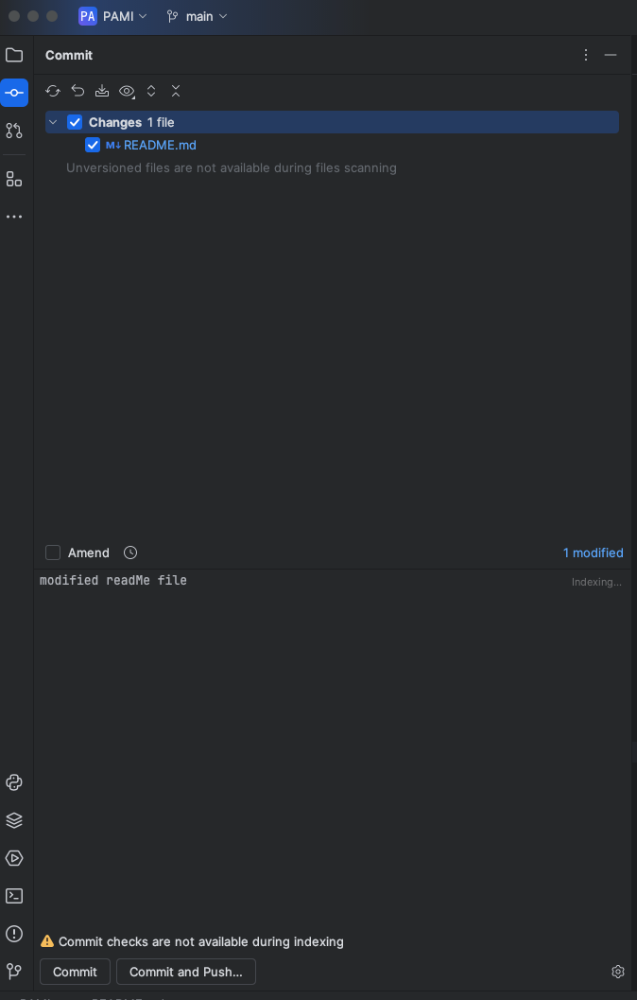 PA PAMI main
Commit
Changes 1 file
M↓ README.md
Unversioned files are not available during files scanning
Amend 1 modified
modified readMe file Indexing...
Commit checks are not available during indexing
Commit Commit and Push...